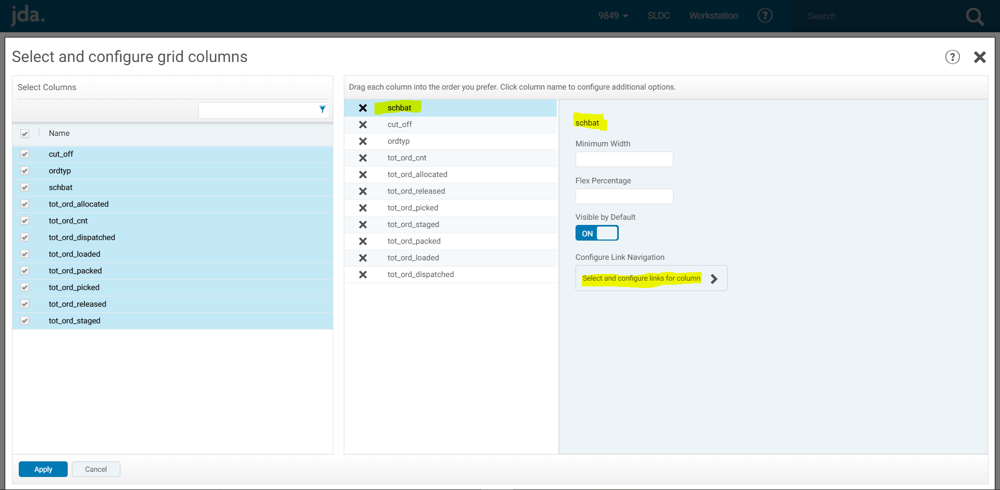 jda.
9849 SLDC Workstation ? Search
Select and configure grid columns
?
Select Columns
Name
cut_off
ordtyp
schbat
tot_ord_allocated
tot_ord_cnt
tot_ord_dispatched
tot_ord_loaded
tot_ord_packed
tot_ord_picked
tot_ord_released
tot_ord_staged
Drag each column into the order you prefer. Click column name to configure additional options.
schbat
cut_off
ordtyp
tot_ord_cnt
tot_ord_allocated
tot_ord_released
tot_ord_picked
tot_ord_staged
tot_ord_packed
tot_ord_loaded
tot_ord_dispatched
schbat
Minimum Width
Flex Percentage
Visible by Default
ON
Configure Link Navigation
Select and configure links for column
Apply Cancel